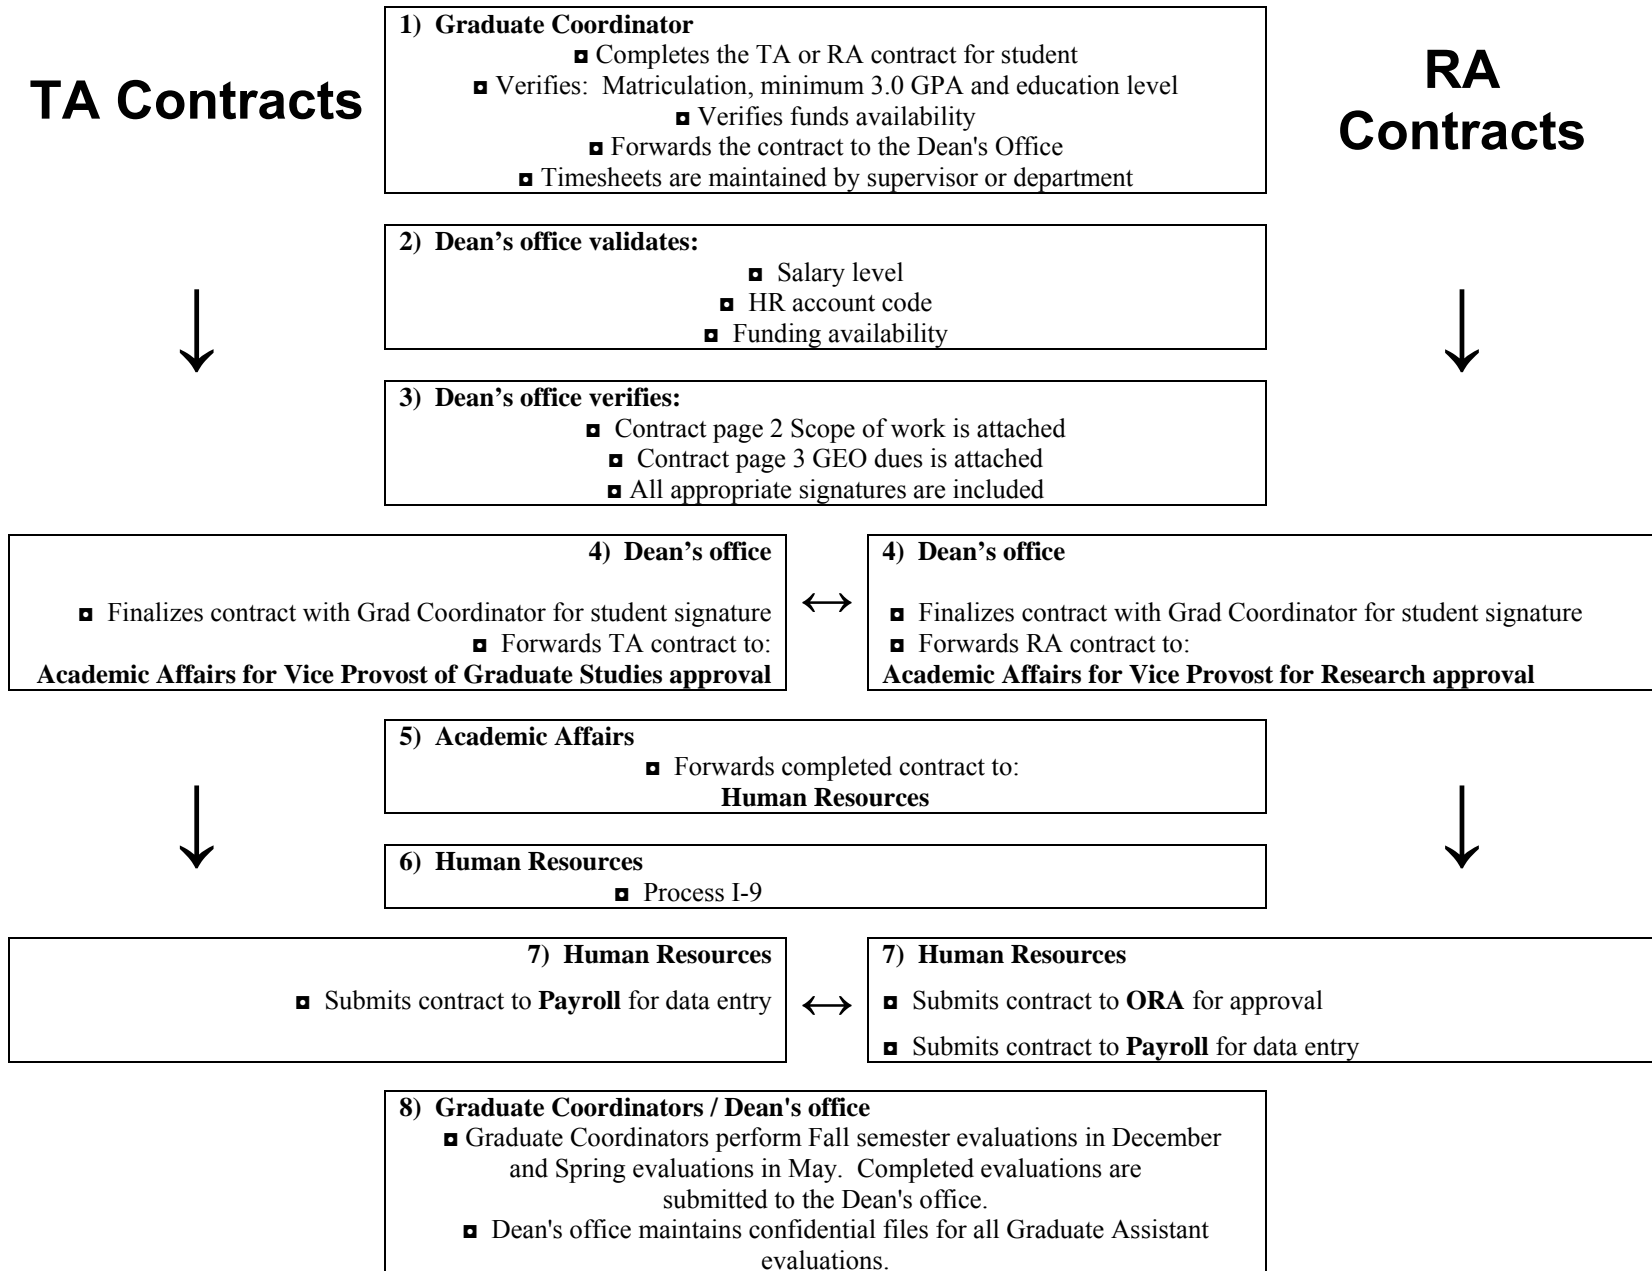 TA Contracts
RA
Contracts
1) Graduate Coordinator
◘ Completes the TA or RA contract for student
◘ Verifies: Matriculation, minimum 3.0 GPA and education level
◘ Verifies funds availability
◘ Forwards the contract to the Dean's Office
◘ Timesheets are maintained by supervisor or department
2) Dean’s office validates:
◘ Salary level
◘ HR account code
◘ Funding availability
3) Dean’s office verifies:
◘ Contract page 2 Scope of work is attached
◘ Contract page 3 GEO dues is attached
◘ All appropriate signatures are included
4) Dean’s office
◘ Finalizes contract with Grad Coordinator for student signature
◘ Forwards TA contract to:
Academic Affairs for Vice Provost of Graduate Studies approval
4) Dean’s office
◘ Finalizes contract with Grad Coordinator for student signature
◘ Forwards RA contract to:
Academic Affairs for Vice Provost for Research approval
5) Academic Affairs
◘ Forwards completed contract to:
Human Resources
6) Human Resources
◘ Process I-9
7) Human Resources
◘ Submits contract to Payroll for data entry
7) Human Resources
◘ Submits contract to ORA for approval
◘ Submits contract to Payroll for data entry
8) Graduate Coordinators / Dean's office
◘ Graduate Coordinators perform Fall semester evaluations in December
and Spring evaluations in May. Completed evaluations are
submitted to the Dean's office.
◘ Dean's office maintains confidential files for all Graduate Assistant
evaluations.